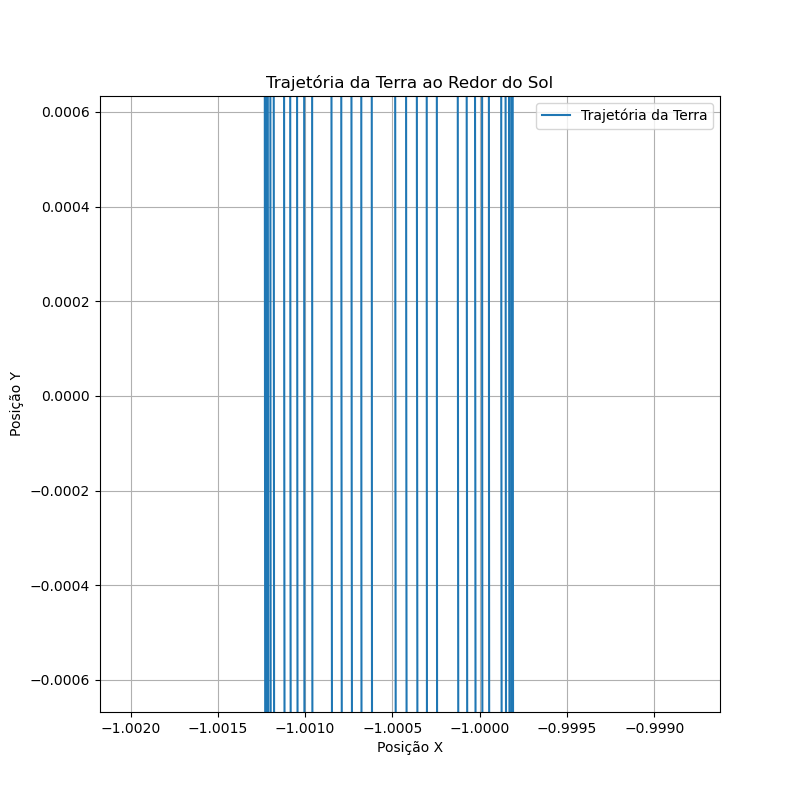 Trajetória da Terra ao Redor do Sol
Trajetória da Terra
0.0006
0.0004
0.0002
0.0000
−0.0002
−0.0004
−0.0006
Posição Y
−1.0020 −1.0015 −1.0010 −1.0005 −1.0000 −0.9995 −0.9990
Posição X